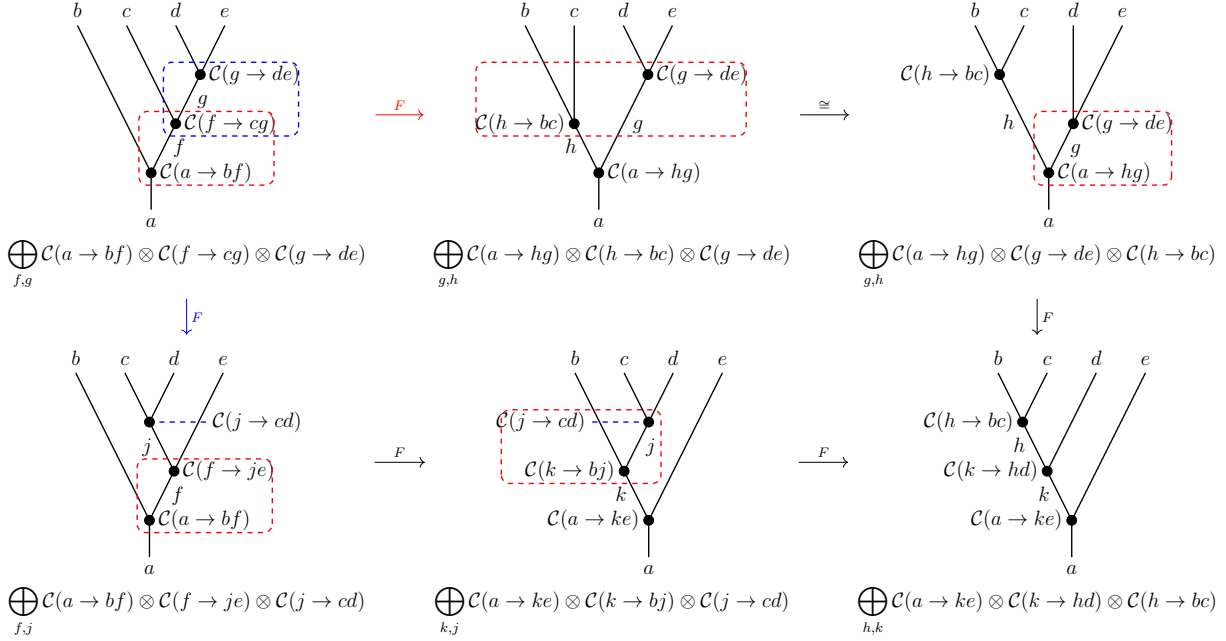 b c d e
C(g → de)
g
C(f → cg)
f
C(a → bf)
a
⨁_{f,g} C(a → bf) ⊗ C(f → cg) ⊗ C(g → de)
F
b c d e
C(g → de)
C(h → bc)
g
h
C(a → hg)
a
⨁_{g,h} C(a → hg) ⊗ C(h → bc) ⊗ C(g → de)
≅
b c d e
C(h → bc)
h
C(g → de)
g
C(a → hg)
a
⨁_{g,h} C(a → hg) ⊗ C(g → de) ⊗ C(h → bc)
F
F
b c d e
C(j → cd)
j
C(f → je)
f
C(a → bf)
a
⨁_{f,j} C(a → bf) ⊗ C(f → je) ⊗ C(j → cd)
F
b c d e
C(j → cd)
j
C(k → bj)
k
C(a → ke)
a
⨁_{k,j} C(a → ke) ⊗ C(k → bj) ⊗ C(j → cd)
F
b c d e
C(h → bc)
h
C(k → hd)
k
C(a → ke)
a
⨁_{h,k} C(a → ke) ⊗ C(k → hd) ⊗ C(h → bc)